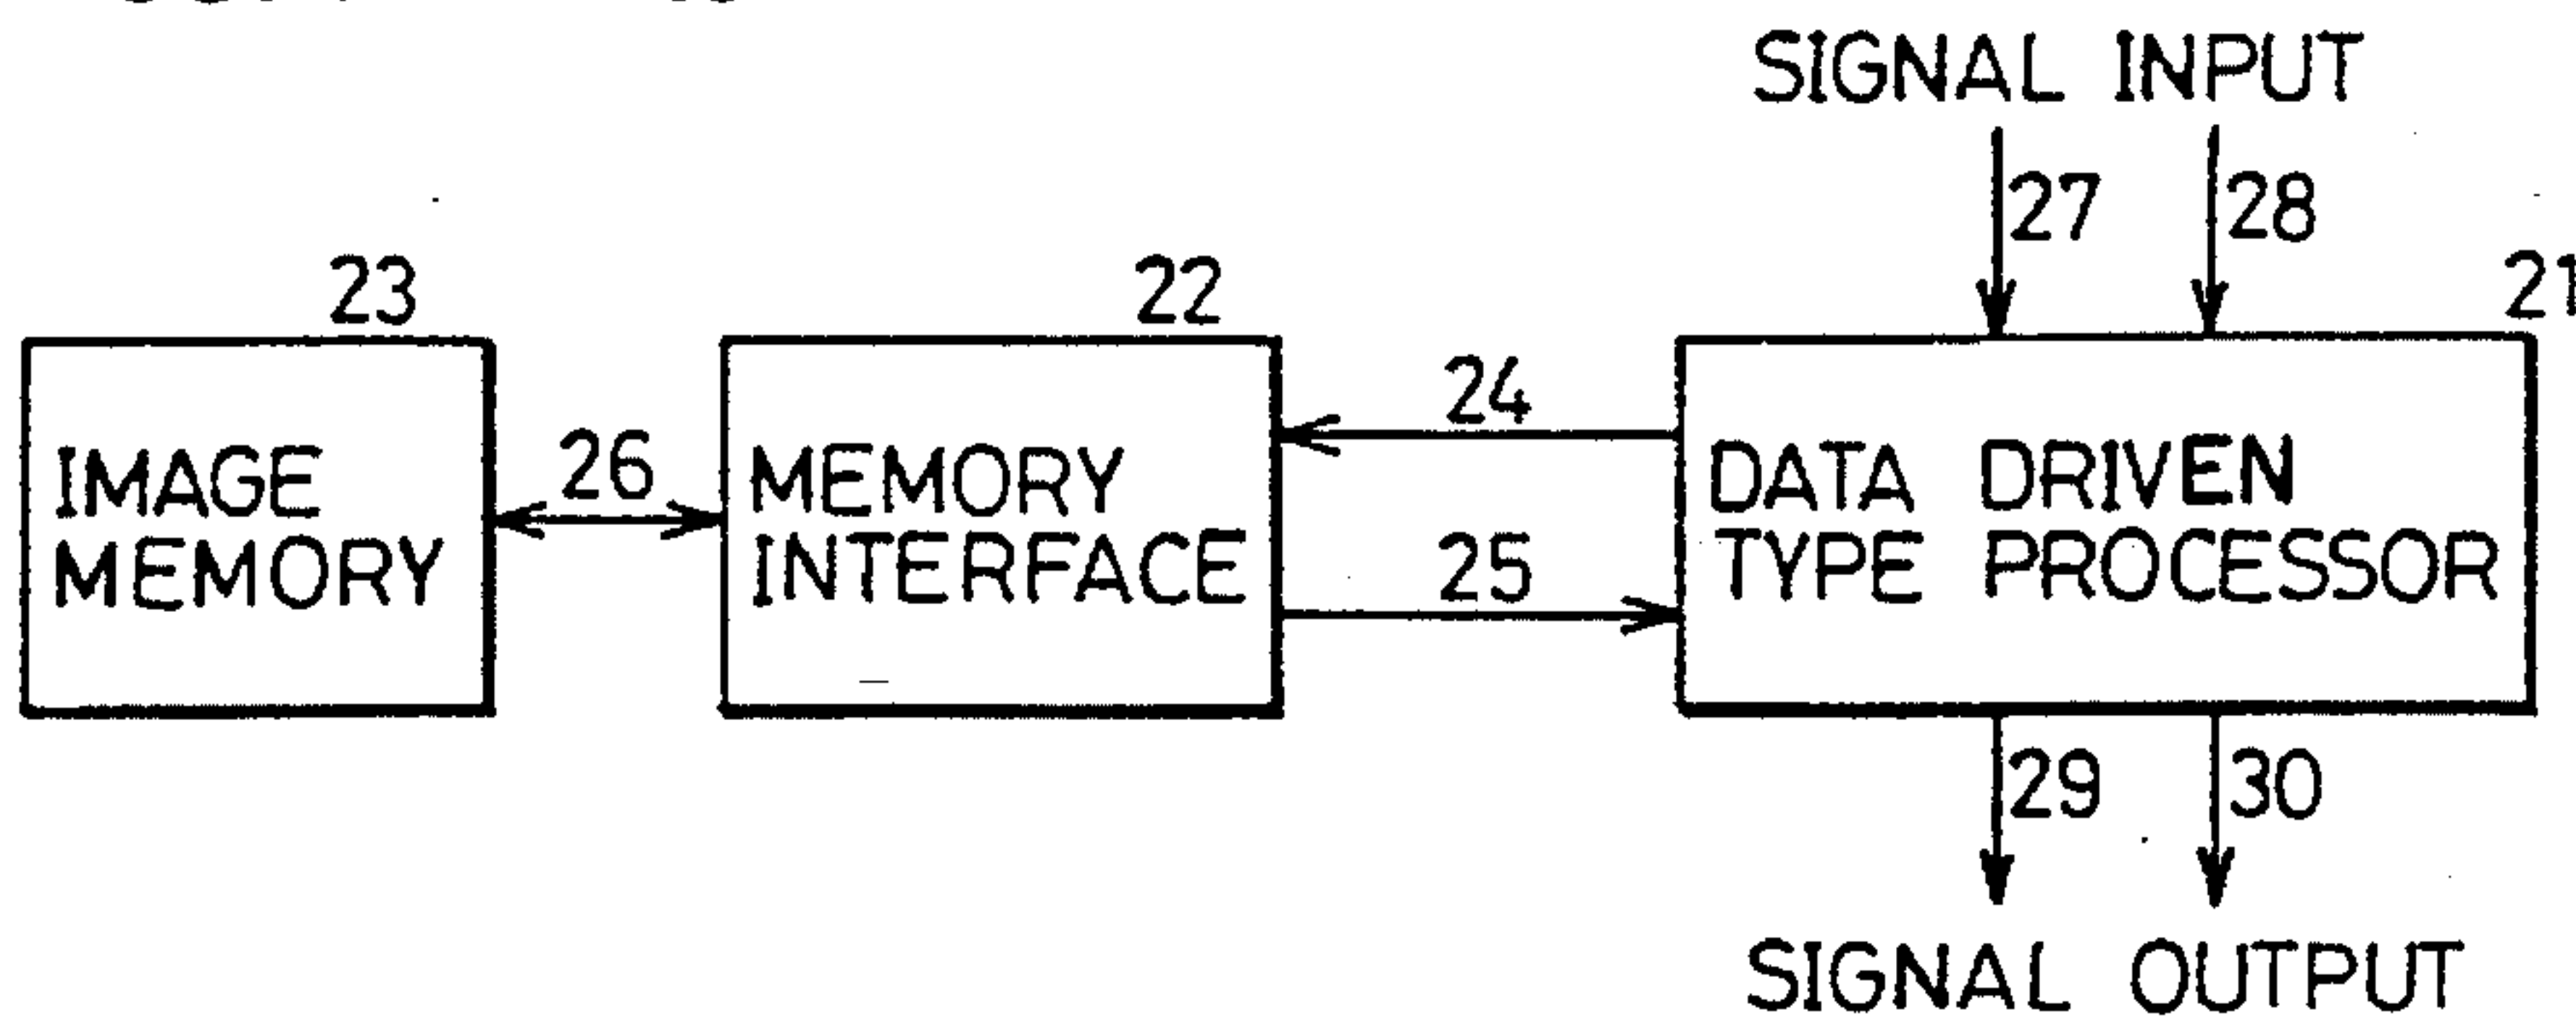 SIGNAL INPUT
27 28
23 22 21
24
IMAGE
MEMORY
26
MEMORY
INTERFACE
25
DATA DRIVEN
TYPE PROCESSOR
29 30
SIGNAL OUTPUT